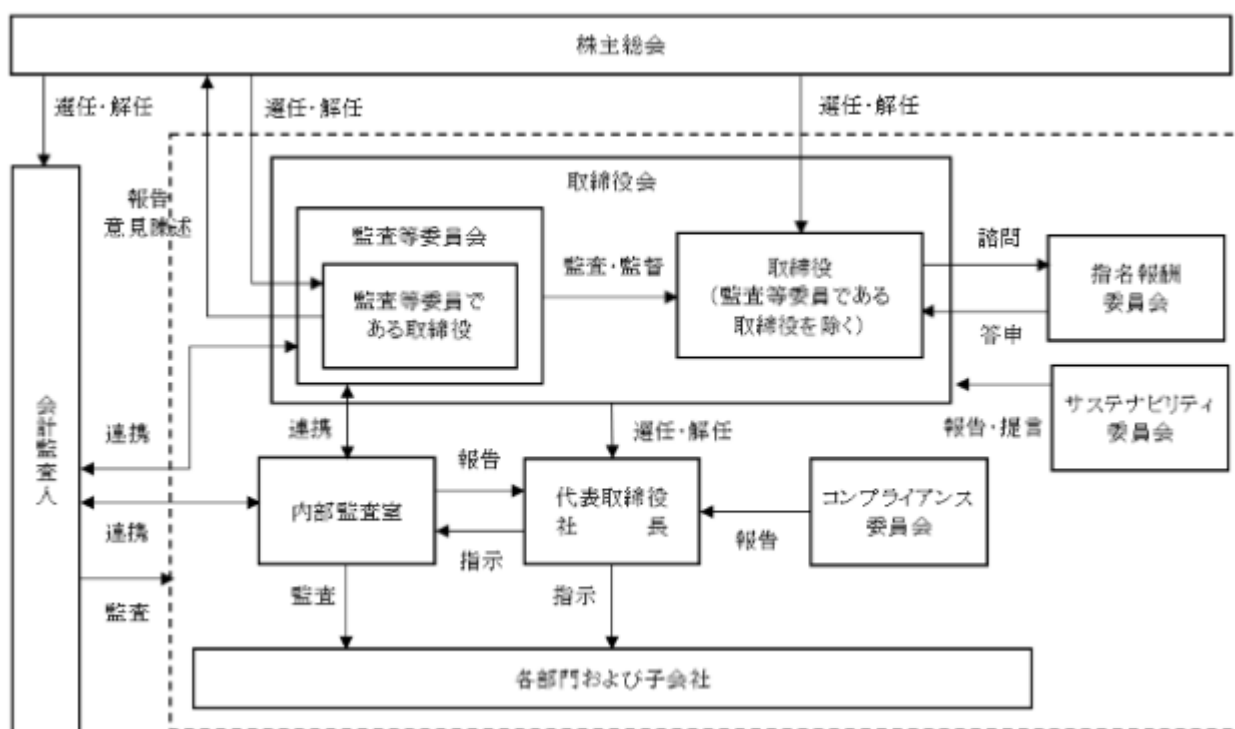 株主総会
選任・解任
選任・解任
選任・解任
報告
意見陳述
取締役会
監査等委員会
監査等委員で
ある取締役
監査・監督
取締役
(監査等委員である
取締役を除く)
諮問
答申
指名報酬
委員会
サステナビリティ
委員会
報告・提言
会計監査人
連携
連携
監査
連携
選任・解任
内部監査室
報告
指示
代表取締役
社　　　長
コンプライアンス
委員会
報告
監査
指示
各部門および子会社